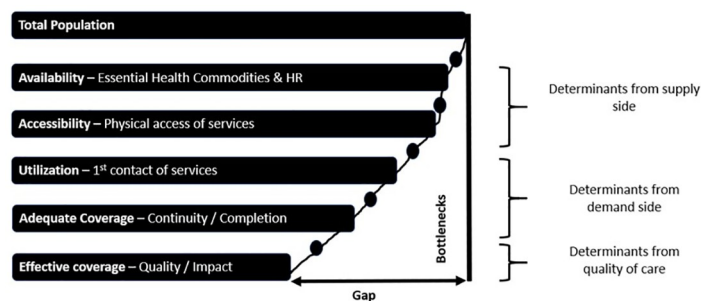 Total Population
Availability – Essential Health Commodities & HR
Accessibility – Physical access of services
Utilization – 1st contact of services
Adequate Coverage – Continuity / Completion
Effective coverage – Quality / Impact
Bottlenecks
Gap
Determinants from supply
side
Determinants from
demand side
Determinants from
quality of care